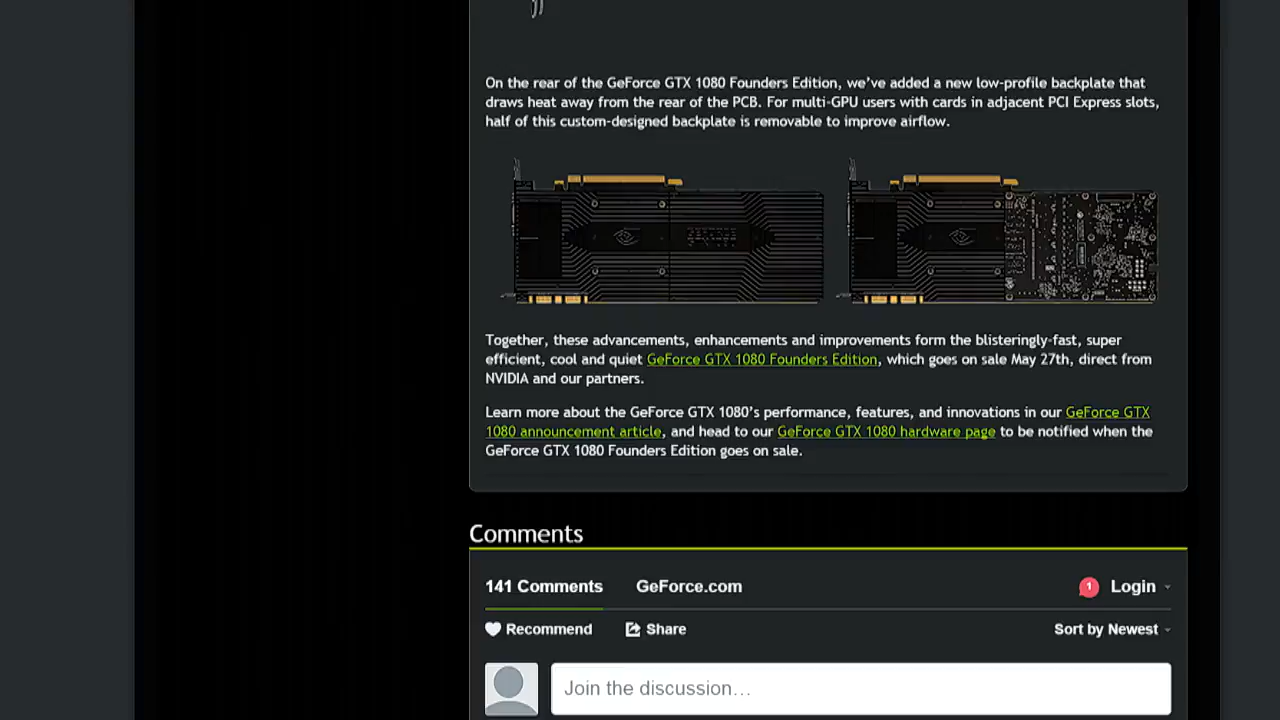 On the rear of the GeForce GTX 1080 Founders Edition, we've added a new low-profile backplate that
draws heat away from the rear of the PCB. For multi-GPU users with cards in adjacent PCI Express slots,
half of this custom-designed backplate is removable to improve airflow.
Together, these advancements, enhancements and improvements form the blisteringly-fast, super
efficient, cool and quiet GeForce GTX 1080 Founders Edition, which goes on sale May 27th, direct from
NVIDIA and our partners.
Learn more about the GeForce GTX 1080's performance, features, and innovations in our GeForce GTX
1080 announcement article, and head to our GeForce GTX 1080 hardware page to be notified when the
GeForce GTX 1080 Founders Edition goes on sale.
Comments
141 Comments GeForce.com 1 Login
Recommend Share Sort by Newest
Join the discussion…